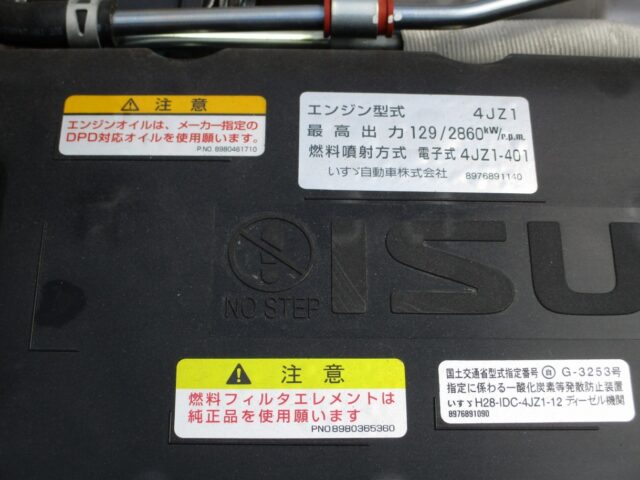 注意
エンジンオイルは、メーカー指定の
DPD対応オイルを使用願います。
P.NO.8980461710
エンジン型式 4JZ1
最高出力 129/2860kW/r.p.m.
燃料噴射方式 電子式 4JZ1-401
いすゞ自動車株式会社 8976891140
NO STEP
ISU
注意
燃料フィルタエレメントは
純正品を使用願います
PNO.8980365360
国土交通省型式指定番号 自 G-3253号
指定に係わる一酸化炭素等発散防止装置
いすゞ H28-IDC-4JZ1-12 ディーゼル機関
8976891090